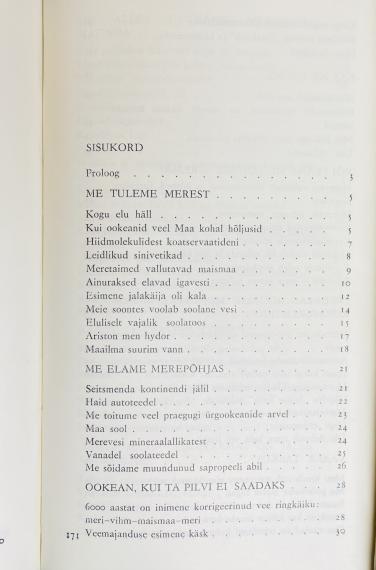 SISUKORD
Prologg . . . . . . . . . . . . . . . 3
ME TULEME MEREST . . . . . . . . 5
Kogu elu häll . . . . . . . . . . . . . 5
Kui ookeanid veel Maa kohal hõljusid . . . . . 5
Hiidmolekulidest koatservaatideni . . . . . . 7
Leidlikud sinivetikad . . . . . . . . . . 8
Meretaimed vallutavad maismaa . . . . . . 9
Ainuraksed elavad igavesti . . . . . . . . 10
Esimene jalakäija oli kala . . . . . . . . 12
Meie soontes voolab soolane vesi . . . . . . 14
Eluliselt vajalik soolatoos . . . . . . . . 15
Ariston men hydor . . . . . . . . . . 17
Maailma suurim vann . . . . . . . . . 18
ME ELAME MEREPÕHJAS . . . . . . . 21
Seitsmenda kontinendi jälil . . . . . . . . 21
Haid autoteedel . . . . . . . . . . . 22
Me toitume veel praegugi ürgookeanide arvel . . . 23
Maa sool . . . . . . . . . . . . . 24
Merevesi mineraalallikatest . . . . . . . . 24
Vanadel soolateedel . . . . . . . . . . 25
Me sõidame muundunud sapropeeli abil . . . . 26
OOKEAN, KUI TA PILVI EI SAADAKS . . . 28
6000 aastat on inimene korrigeerinud vee ringkäiku:
meri–vihm–maismaa–meri . . . . . . . . 28
171 Veemajanduse esimene käsk . . . . . . . 30